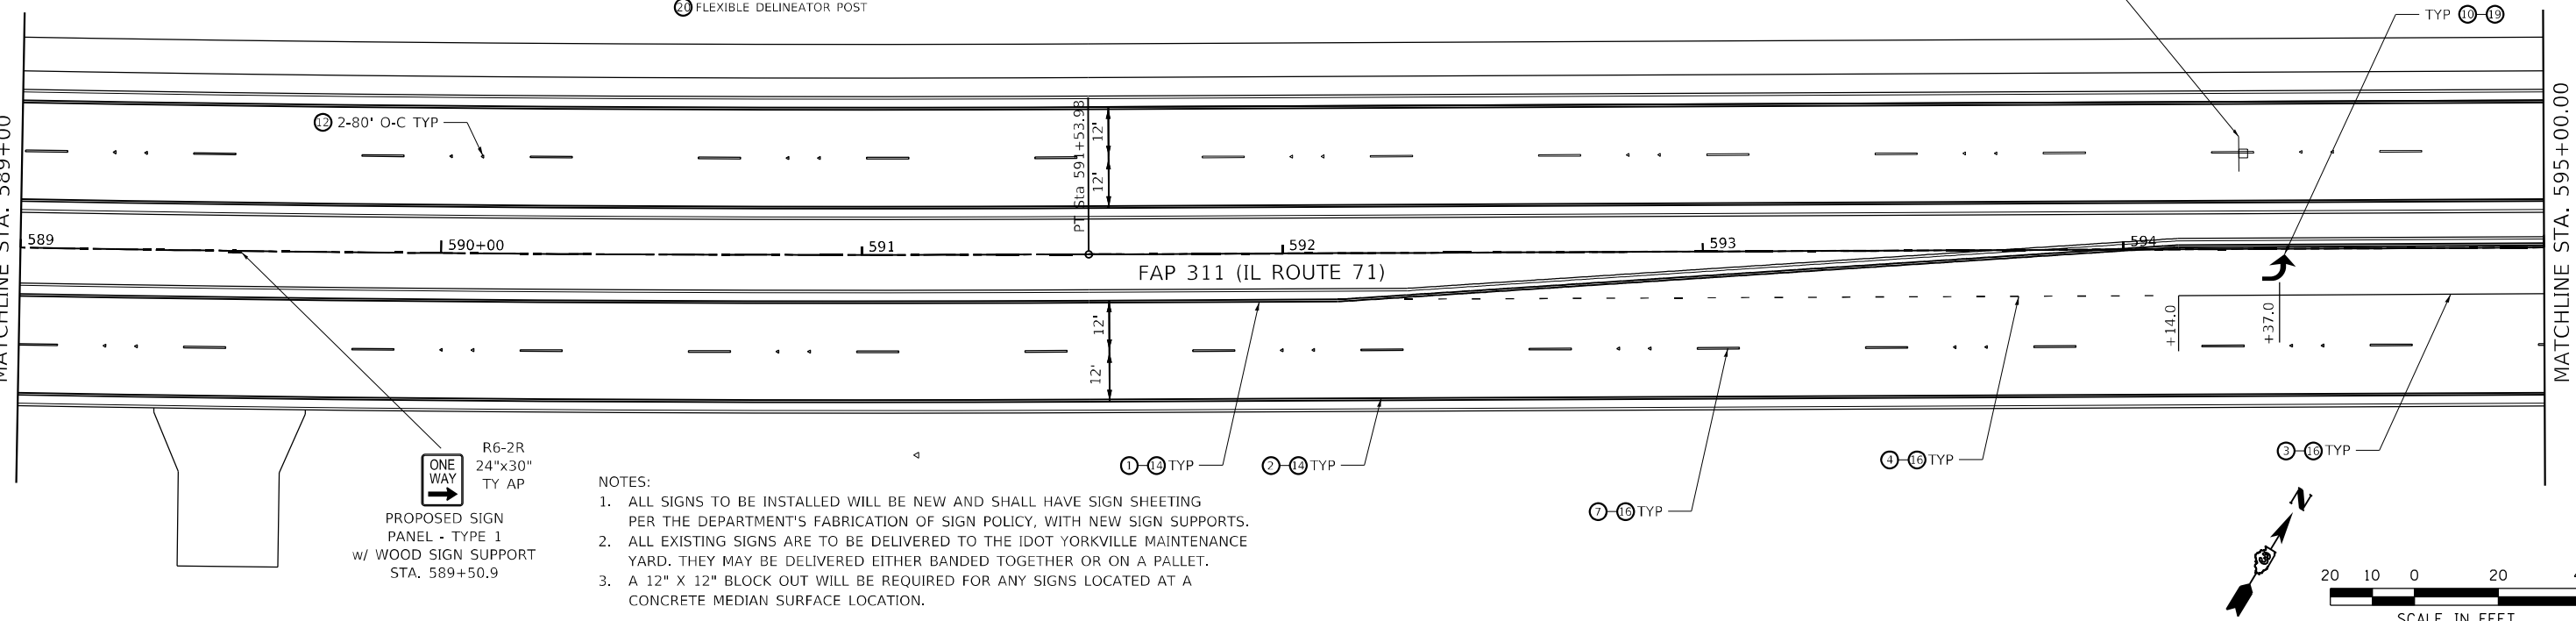 20 FLEXIBLE DELINEATOR POST
TYP 10 19
12 2-80' O-C TYP
MATCHLINE STA. 589+00
PT Sta 591+53.98
12'
12'
MATCHLINE STA. 595+00.00
589
590+00
591
592
593
594
FAP 311 (IL ROUTE 71)
12'
12'
+14.0
+37.0
R6-2R
24"x30"
TY AP
ONE
WAY
PROPOSED SIGN
PANEL - TYPE 1
w/ WOOD SIGN SUPPORT
STA. 589+50.9
1 14 TYP
2 14 TYP
7 16 TYP
4 16 TYP
3 16 TYP
NOTES:
1. ALL SIGNS TO BE INSTALLED WILL BE NEW AND SHALL HAVE SIGN SHEETING
PER THE DEPARTMENT'S FABRICATION OF SIGN POLICY, WITH NEW SIGN SUPPORTS.
2. ALL EXISTING SIGNS ARE TO BE DELIVERED TO THE IDOT YORKVILLE MAINTENANCE
YARD. THEY MAY BE DELIVERED EITHER BANDED TOGETHER OR ON A PALLET.
3. A 12" X 12" BLOCK OUT WILL BE REQUIRED FOR ANY SIGNS LOCATED AT A
CONCRETE MEDIAN SURFACE LOCATION.
N
3
20 10 0 20
SCALE IN FEET